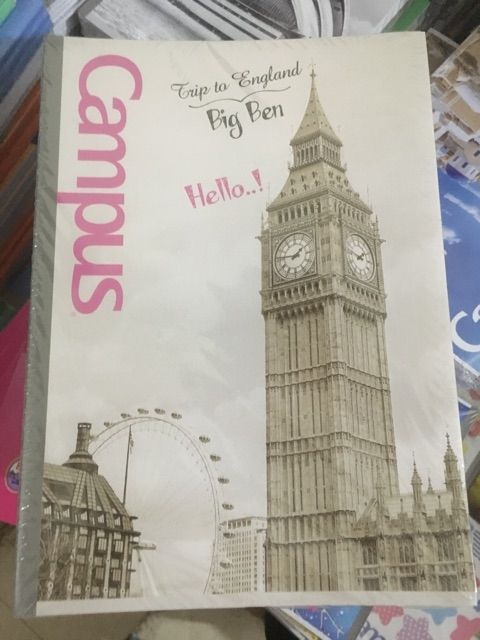 Campus
Trip to England
Big Ben
Hello..!